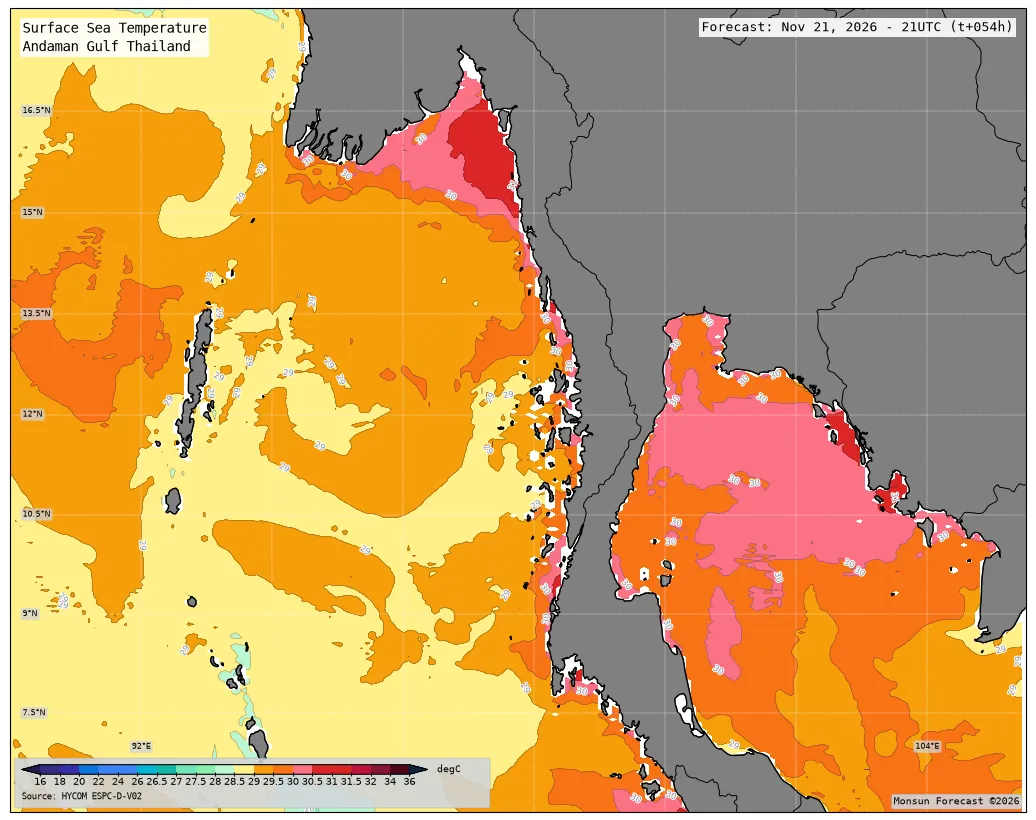 Surface Sea Temperature
Andaman Gulf Thailand
Forecast: Nov 21, 2026 - 21UTC (t+054h)
16.5°N
15°N
13.5°N
12°N
10.5°N
9°N
7.5°N
92°E
104°E
degC
16 18 20 22 24 26 26.5 27 27.5 28 28.5 29 29.5 30 30.5 31 31.5 32 34 36
Source: HYCOM ESPC-D-V02
Monsun Forecast ©2026